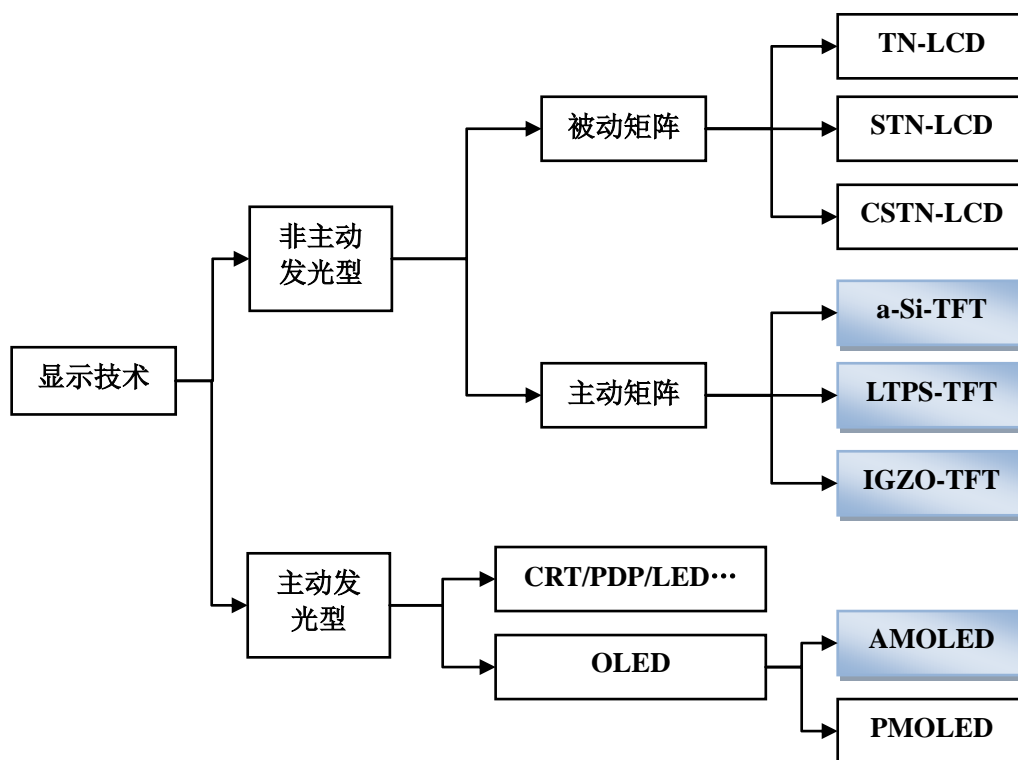 TN-LCD
被动矩阵
STN-LCD
CSTN-LCD
非主动
发光型
a-Si-TFT
显示技术
主动矩阵
LTPS-TFT
IGZO-TFT
主动发
光型
CRT/PDP/LED⋯
OLED
AMOLED
PMOLED